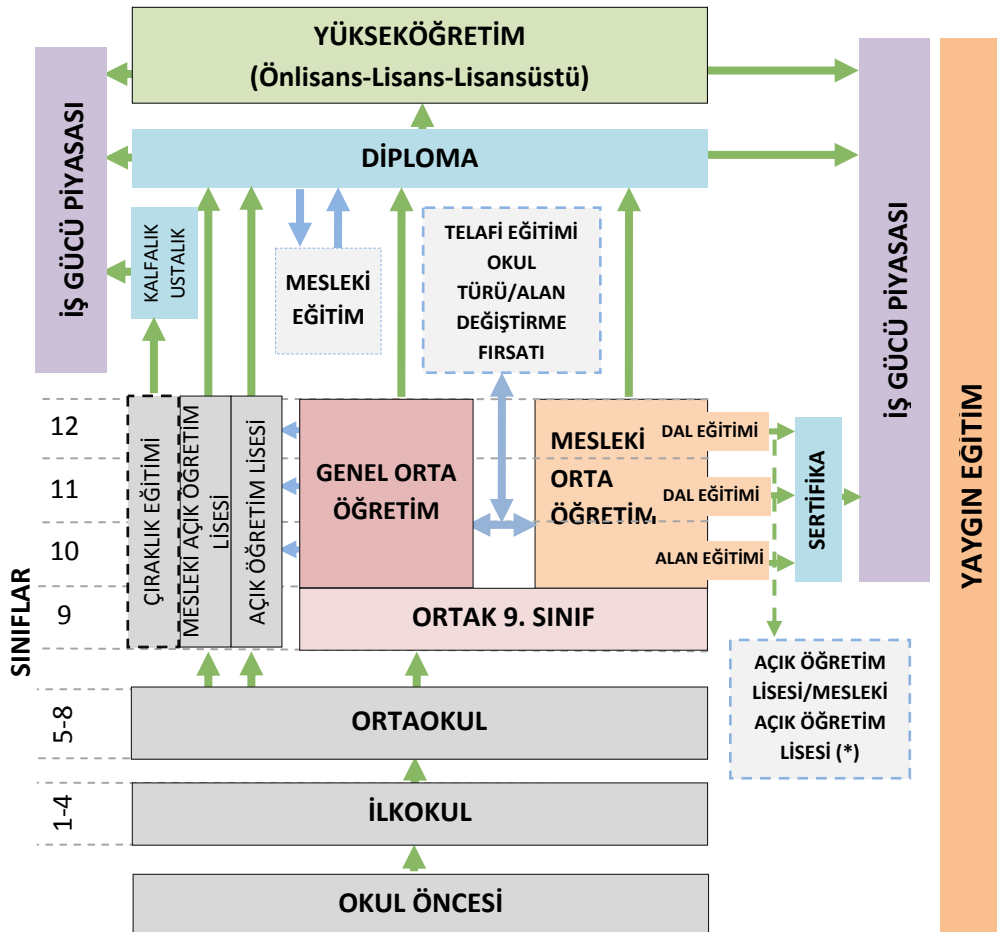 YÜKSEKÖĞRETİM
(Önlisans-Lisans-Lisansüstü)
İŞ GÜCÜ PİYASASI
DİPLOMA
KALFALIK
USTALIK
MESLEKİ
EĞİTİM
TELAFİ EĞİTİMİ
OKUL
TÜRÜ/ALAN
DEĞİŞTİRME
FIRSATI
İŞ GÜCÜ PİYASASI
YAYGIN EĞİTİM
SINIFLAR
12
11
10
9
5-8
1-4
ÇIRAKLIK EĞİTİMİ
MESLEKİ AÇIK ÖĞRETİM
LİSESİ
AÇIK ÖĞRETİM LİSESİ
GENEL ORTA
ÖĞRETİM
MESLEKİ
ORTA
ÖĞRETİM
DAL EĞİTİMİ
DAL EĞİTİMİ
ALAN EĞİTİMİ
SERTİFİKA
ORTAK 9. SINIF
AÇIK ÖĞRETİM
LİSESİ/MESLEKİ
AÇIK ÖĞRETİM
LİSESİ (*)
ORTAOKUL
İLKOKUL
OKUL ÖNCESİ